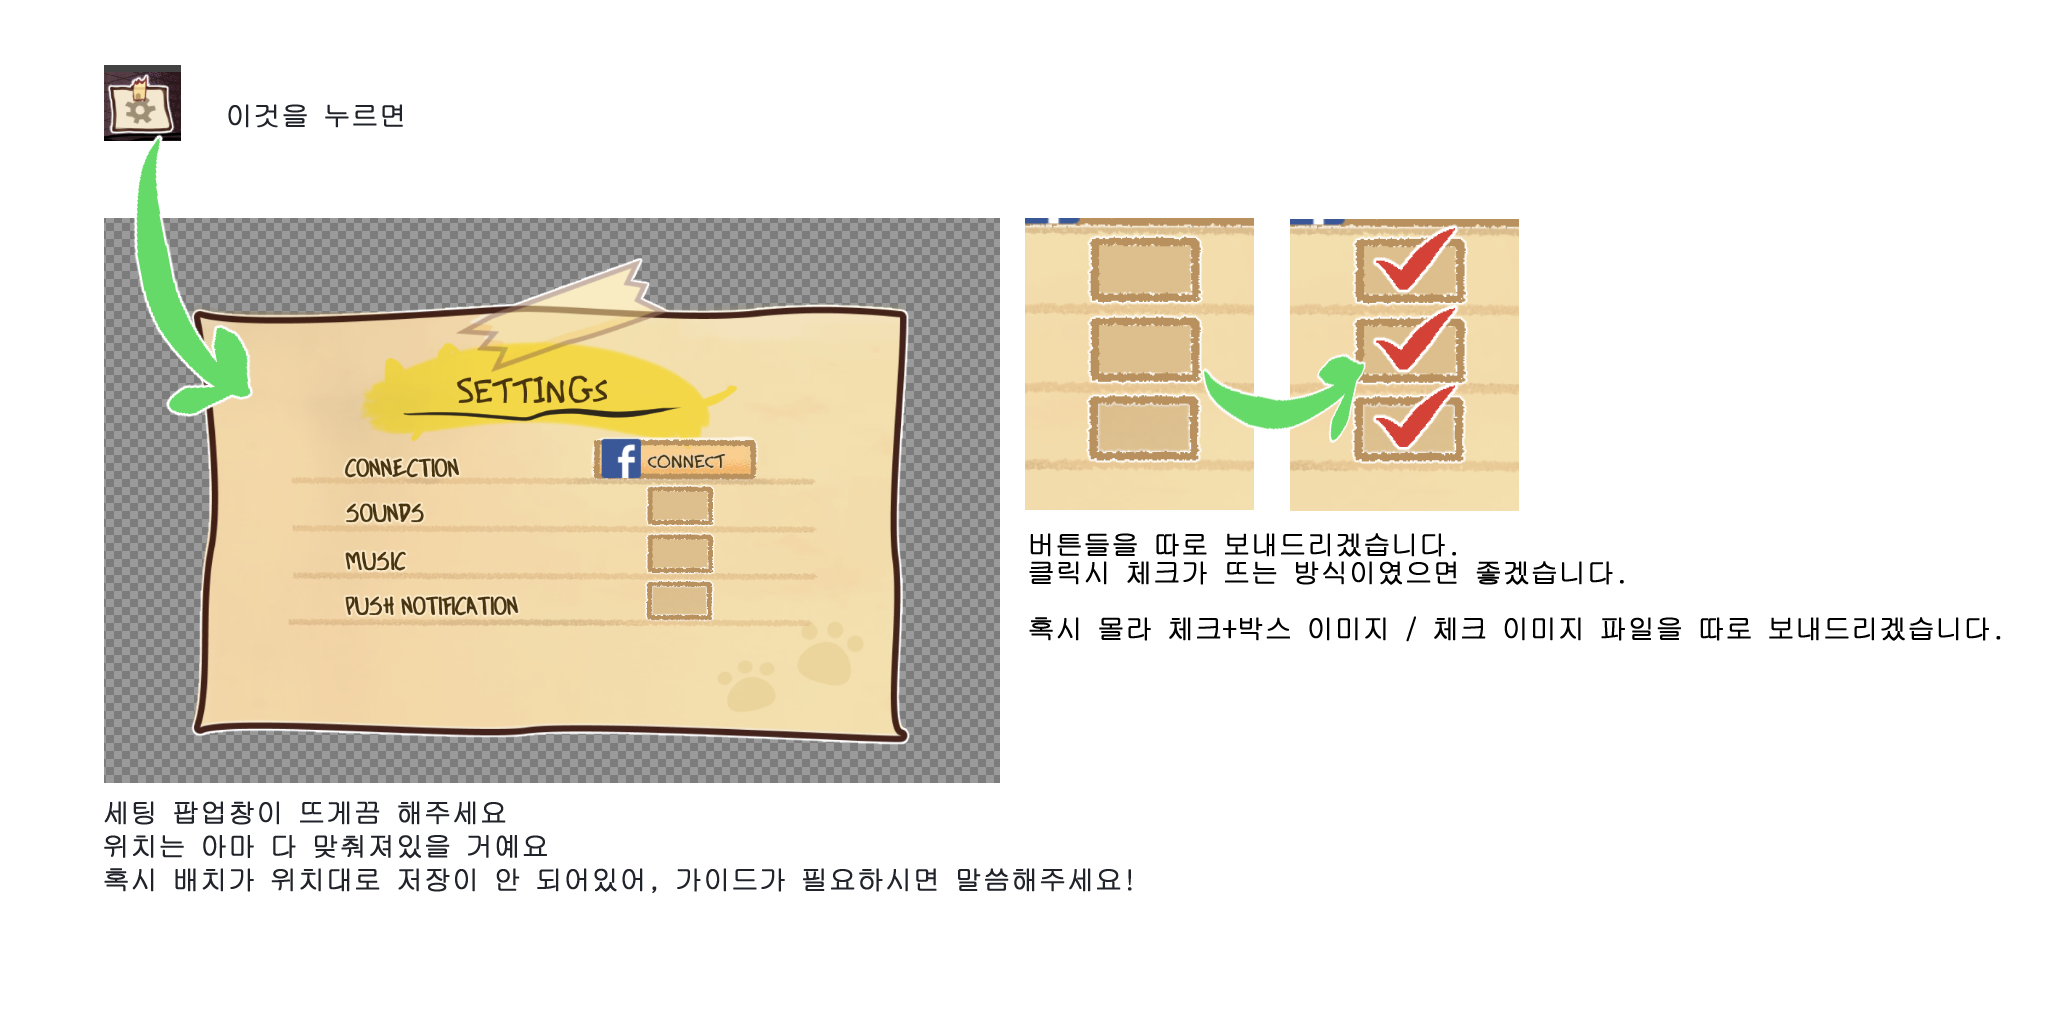 이것을 누르면
SETTINGS
CONNECTION
f CONNECT
SOUNDS
MUSIC
PUSH NOTIFICATION
버튼들을 따로 보내드리겠습니다.
클릭시 체크가 뜨는 방식이였으면 좋겠습니다.
혹시 몰라 체크+박스 이미지 / 체크 이미지 파일을 따로 보내드리겠습니다.
세팅 팝업창이 뜨게끔 해주세요
위치는 아마 다 맞춰져있을 거예요
혹시 배치가 위치대로 저장이 안 되어있어, 가이드가 필요하시면 말씀해주세요!